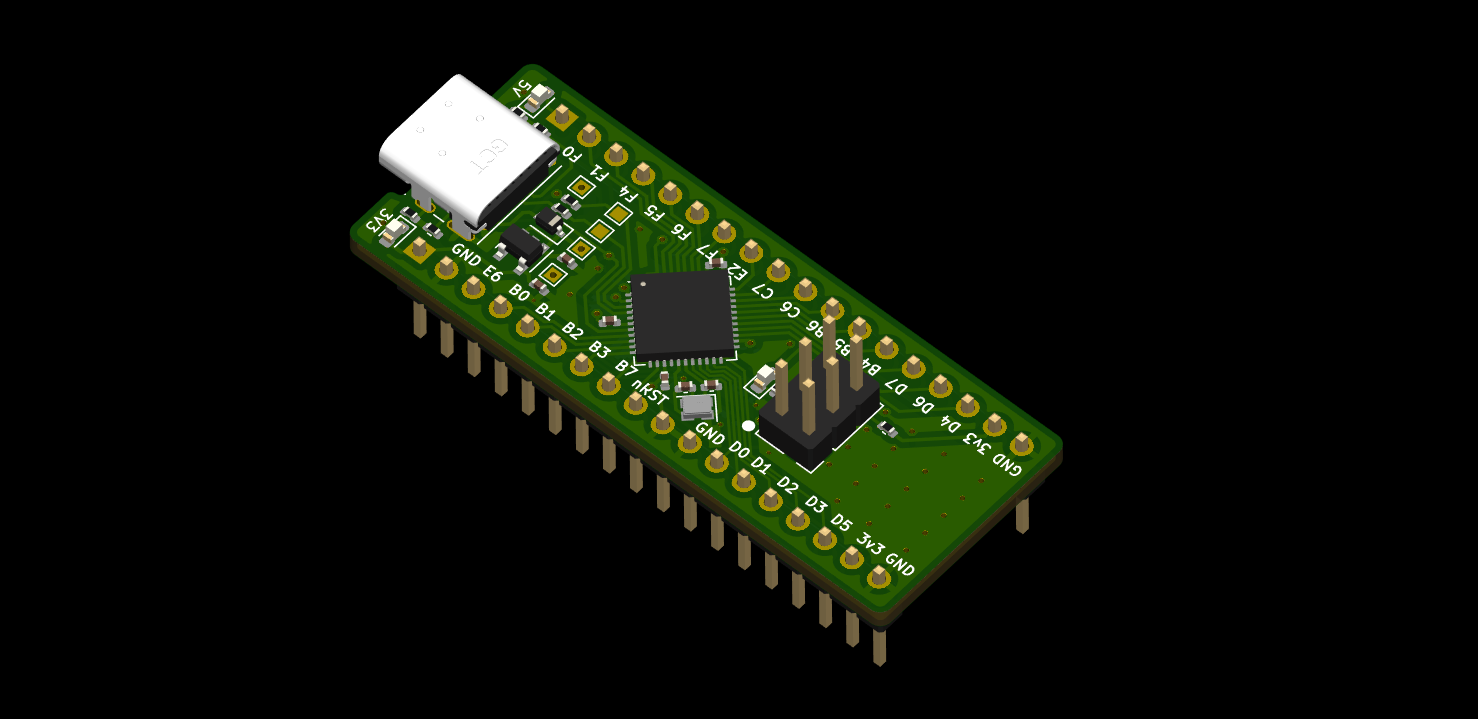 5v
GCT
F0
F1
F4
F5
F6
F7
E2
C7
C6
B6
B5
B4
D7
D6
D4
3v3
GND
3v3
GND
E6
B0
B1
B2
B3
B7
nRST
GND
D0
D1
D2
D3
D5
3v3
GND